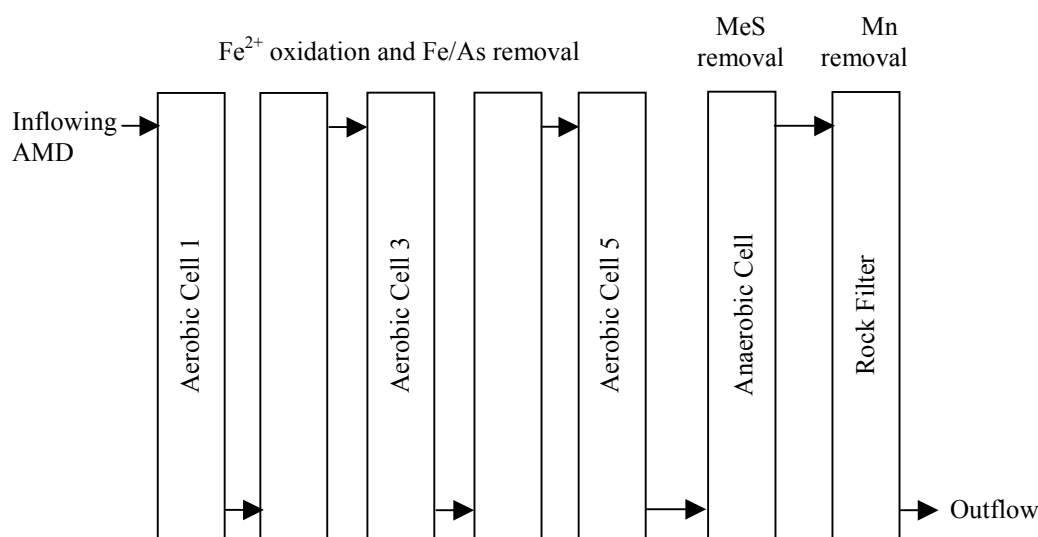 Fe²⁺ oxidation and Fe/As removal
MeS
removal
Mn
removal
Inflowing
AMD
Aerobic Cell 1
Aerobic Cell 3
Aerobic Cell 5
Anaerobic Cell
Rock Filter
Outflow